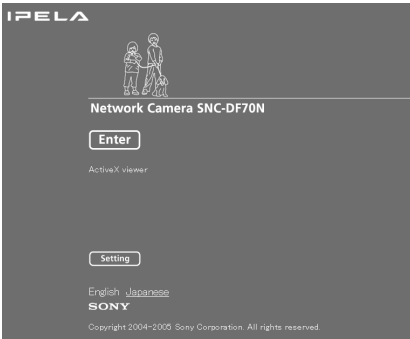 IPELA
Network Camera SNC-DF70N
Enter
ActiveX viewer
Setting
English Japanese
SONY
Copyright 2004-2005 Sony Corporation. All rights reserved.